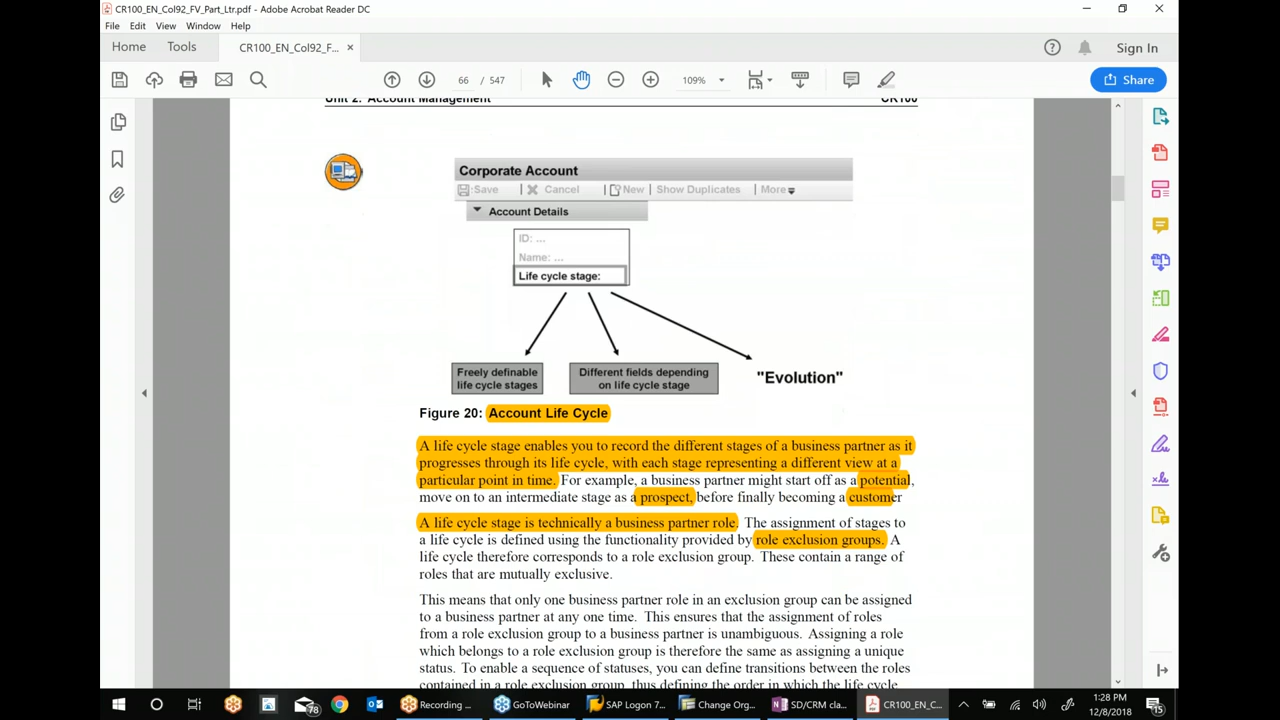 CR100_EN_Col92_FV_Part_Ltr.pdf - Adobe Acrobat Reader DC
File Edit View Window Help
Home Tools CR100_EN_Col92_F... × Sign In
66 / 547 109% Share
Unit 2: Account Management CR100
Corporate Account
Save | Cancel | New | Show Duplicates | More
Account Details
ID: ...
Name: ...
Life cycle stage:
Freely definable
life cycle stages
Different fields depending
on life cycle stage
"Evolution"
Figure 20: Account Life Cycle
A life cycle stage enables you to record the different stages of a business partner as it
progresses through its life cycle, with each stage representing a different view at a
particular point in time. For example, a business partner might start off as a potential,
move on to an intermediate stage as a prospect, before finally becoming a customer
A life cycle stage is technically a business partner role. The assignment of stages to
a life cycle is defined using the functionality provided by role exclusion groups. A
life cycle therefore corresponds to a role exclusion group. These contain a range of
roles that are mutually exclusive.
This means that only one business partner role in an exclusion group can be assigned
to a business partner at any one time. This ensures that the assignment of roles
from a role exclusion group to a business partner is unambiguous. Assigning a role
which belongs to a role exclusion group is therefore the same as assigning a unique
status. To enable a sequence of statuses, you can define transitions between the roles
contained in a role exclusion group, thus defining the order in which the life cycle
78 Recording ... GoToWebinar SAP Logon 7... Change Org... SD/CRM cla... CR100_EN_C... 1:28 PM
12/8/2018 15